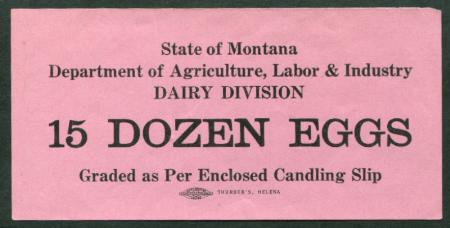 State of Montana
Department of Agriculture, Labor & Industry
DAIRY DIVISION
15 DOZEN EGGS
Graded as Per Enclosed Candling Slip
THURBER'S, HELENA